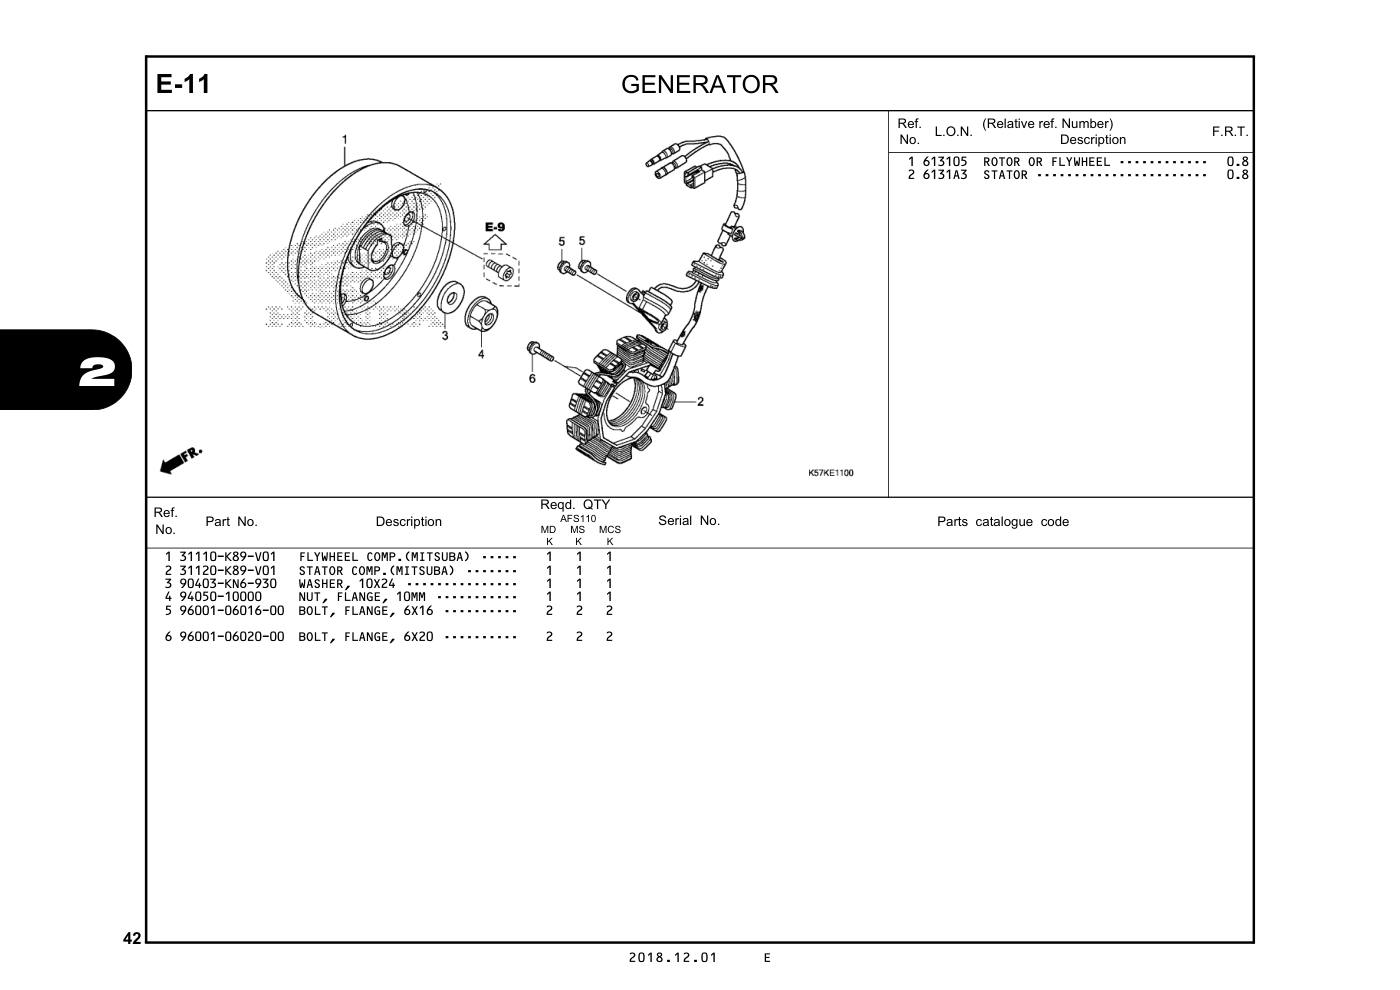 E-11 GENERATOR
1
E-9
5 5
3
4
6
2
FR.
HONDA
K57KE1100
Ref. No. L.O.N. (Relative ref. Number) Description F.R.T.
1 613105 ROTOR OR FLYWHEEL ------------ 0.8
2 6131A3 STATOR ----------------------- 0.8
2
Ref. No. Part No. Description Reqd. QTY Serial No. Parts catalogue code
AFS110
MD MS MCS
K K K
1 31110-K89-V01 FLYWHEEL COMP.(MITSUBA) ----- 1 1 1
2 31120-K89-V01 STATOR COMP.(MITSUBA) ------- 1 1 1
3 90403-KN6-930 WASHER, 10X24 --------------- 1 1 1
4 94050-10000 NUT, FLANGE, 10MM ----------- 1 1 1
5 96001-06016-00 BOLT, FLANGE, 6X16 ---------- 2 2 2
6 96001-06020-00 BOLT, FLANGE, 6X20 ---------- 2 2 2
42
2018.12.01 E